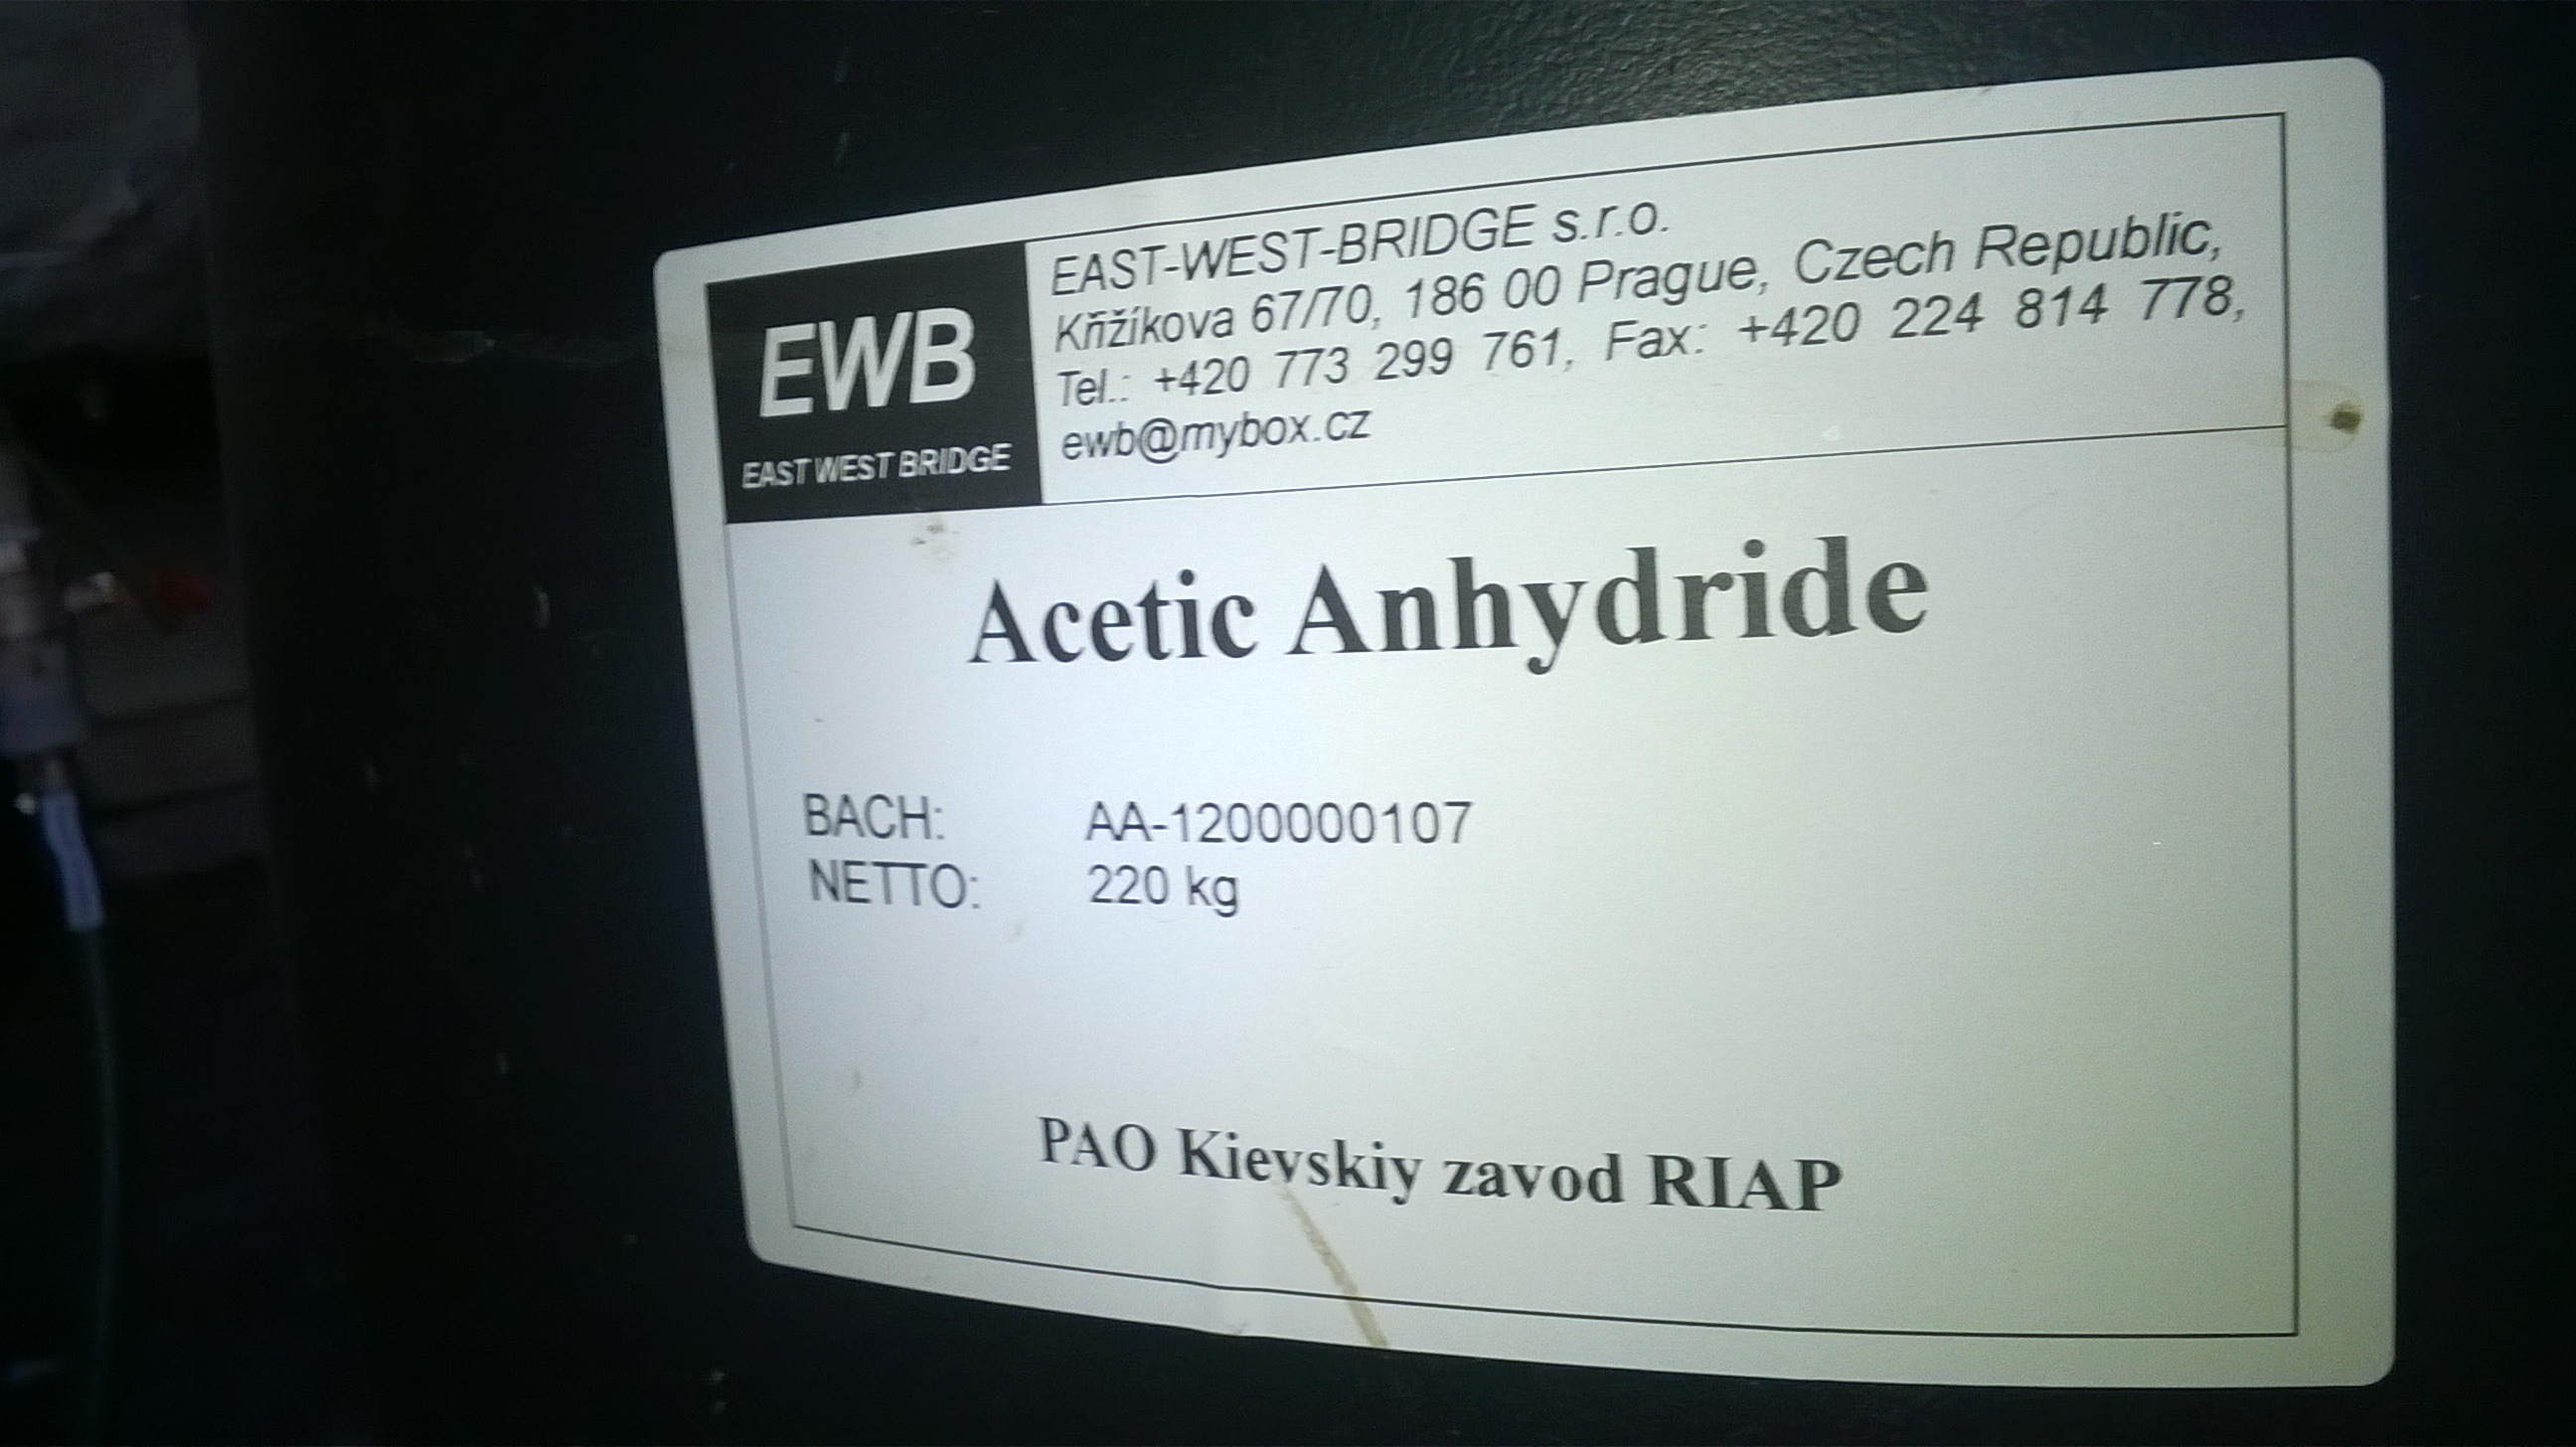 EWB
EAST WEST BRIDGE
EAST-WEST-BRIDGE s.r.o.
Křižíkova 67/70, 186 00 Prague, Czech Republic,
Tel.: +420 773 299 761, Fax: +420 224 814 778,
ewb@mybox.cz
Acetic Anhydride
BACH: AA-1200000107
NETTO: 220 kg
PAO Kievskiy zavod RIAP